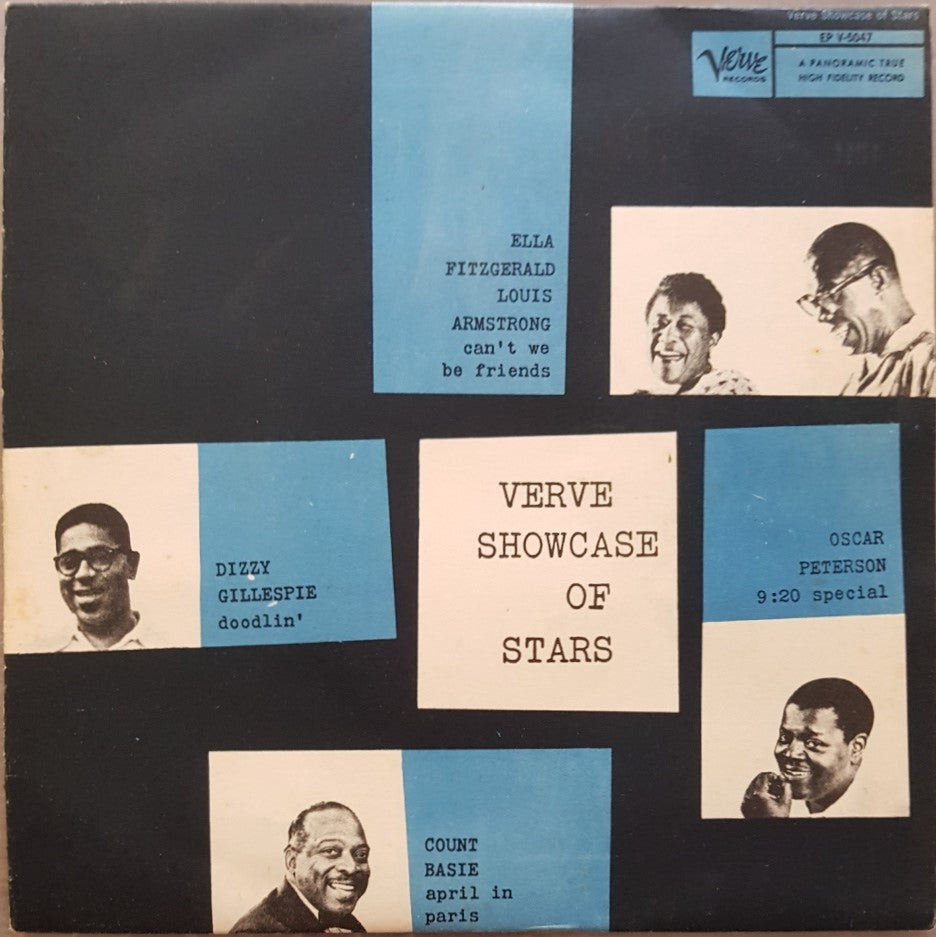 Verve Showcase of Stars
EP V-5047
Verve
RECORDS
A PANORAMIC TRUE
HIGH FIDELITY RECORD
ELLA
FITZGERALD
LOUIS
ARMSTRONG
can't we
be friends
DIZZY
GILLESPIE
doodlin'
VERVE
SHOWCASE
OF
STARS
OSCAR
PETERSON
9:20 special
COUNT
BASIE
april in
paris